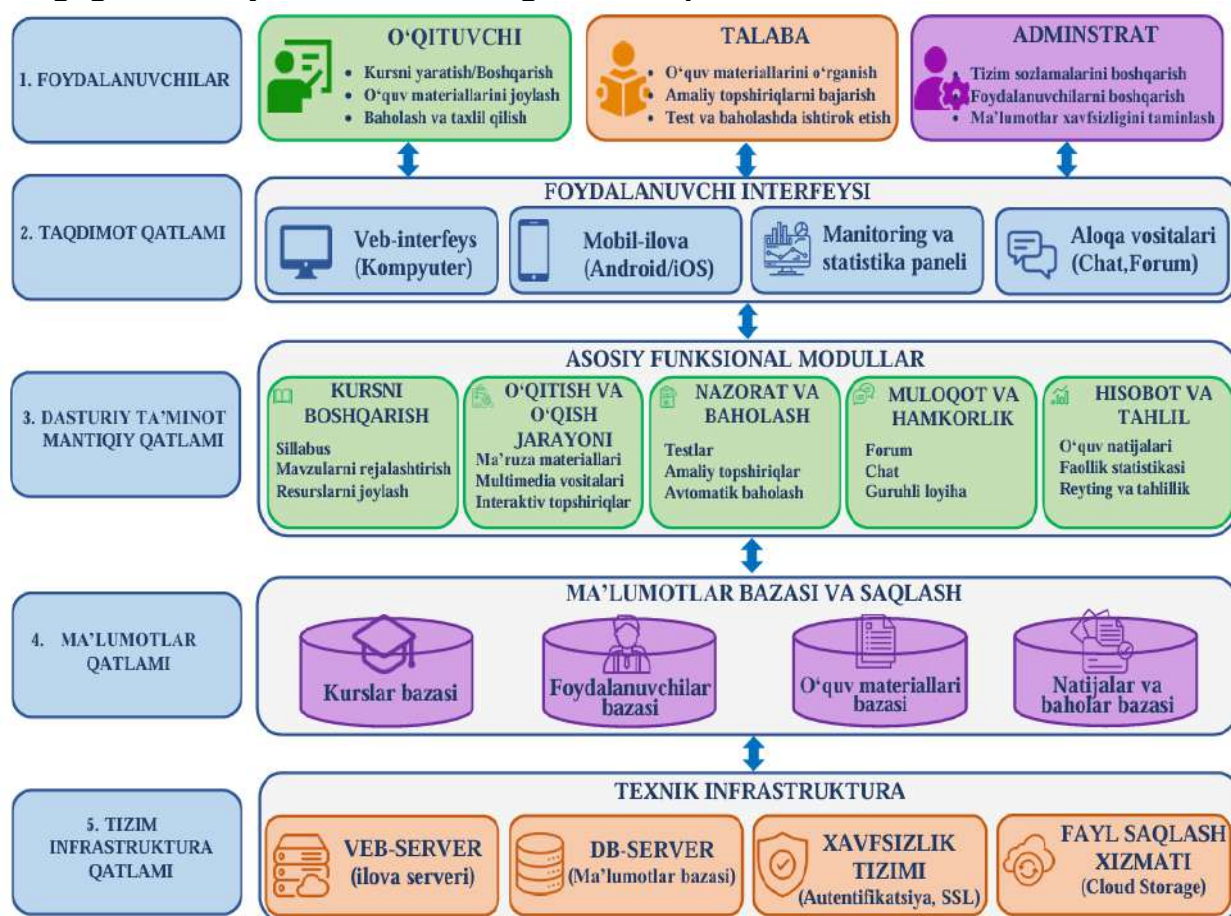 1. FOYDALANUVCHILAR
O‘QITUVCHI
• Kursni yaratish/Boshqarish
• O‘quv materiallarini joylash
• Baholash va taxlil qilish
TALABA
• O‘quv materiallarini o‘rganish
• Amaliy topshiriqlarni bajarish
• Test va baholashda ishtirok etish
ADMINSTRAT
• Tizim sozlamalarini boshqarish
• Foydalanuvchilarni boshqarish
• Ma’lumotlar xavfsizligini taminlash
2. TAQDIMOT QATLAMI
FOYDALANUVCHI INTERFEYSI
Veb-interfeys
(Kompyuter)
Mobil-ilova
(Android/iOS)
Manitoring va
statistika paneli
Aloqa vositalari
(Chat,Forum)
3. DASTURIY TA’MINOT
MANTIQIY QATLAMI
ASOSIY FUNKSIONAL MODULLAR
KURSNI
BOSHQARISH
Sillabus
Mavzularni rejalashtirish
Resurslarni joylash
O‘QITISH VA
O‘QISH
JARAYONI
Ma’ruza materiallari
Multimedia vositalari
Interaktiv topshiriqlar
NAZORAT VA
BAHOLASH
Testlar
Amaliy topshiriqlar
Avtomatik baholash
MULOQOT VA
HAMKORLIK
Forum
Chat
Guruhli loyiha
HISOBOT VA
TAHLIL
O‘quv natijalari
Faollik statistikasi
Reyting va tahlillik
4. MA’LUMOTLAR
QATLAMI
MA’LUMOTLAR BAZASI VA SAQLASH
Kurslar bazasi
Foydalanuvchilar
bazasi
O‘quv materiallari
bazasi
Natijalar va
baholar bazasi
5. TIZIM
INFRASTRUKTURA
QATLAMI
TEXNIK INFRASTRUKTURA
VEB-SERVER
(ilova serveri)
DB-SERVER
(Ma’lumotlar bazasi)
XAVFSIZLIK
TIZIMI
(Autentifikatsiya, SSL)
FAYL SAQLASH
XIZMATI
(Cloud Storage)